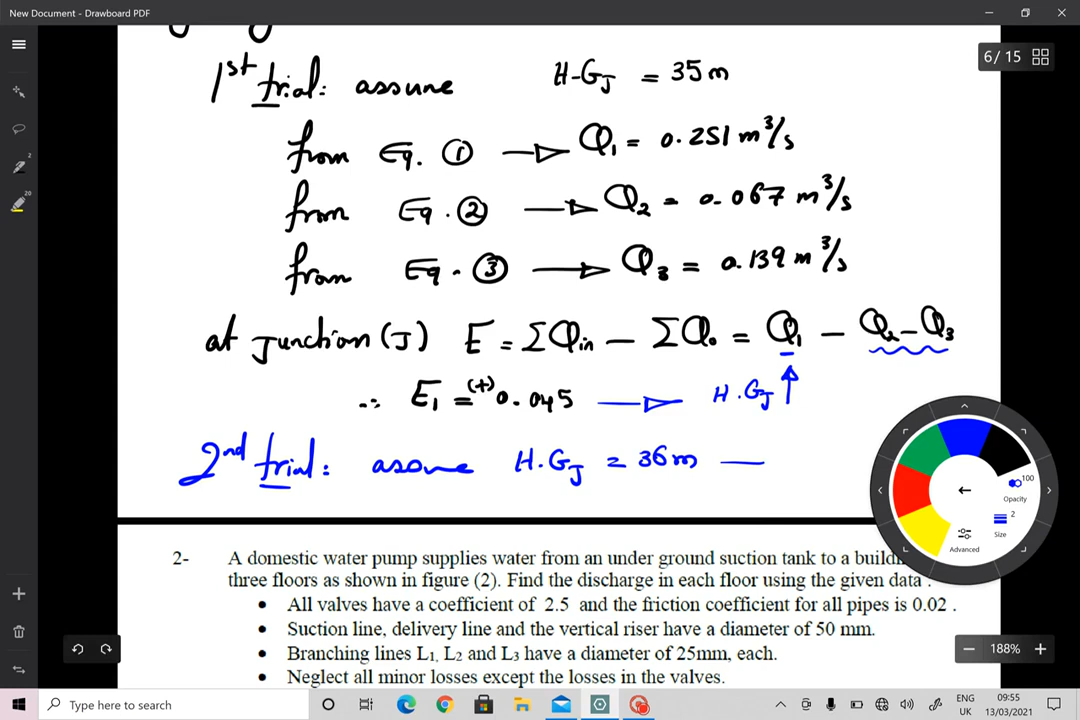 New Document - Drawboard PDF
6 / 15
1st trial: assume H-GJ = 35 m
from Eq. ① → Q1 = 0.251 m³/s
from Eq. ② → Q2 = 0.067 m³/s
from Eq. ③ → Q3 = 0.139 m³/s
at Junction (J) E = ΣQin - ΣQo = Q1 - Q2 - Q3
∴ E1 = (+) 0.045 → H.GJ ↑
2nd trial: assume H.GJ = 36 m —
100
Opacity
2
Size
Advanced
2- A domestic water pump supplies water from an under ground suction tank to a buildi
three floors as shown in figure (2). Find the discharge in each floor using the given data .
• All valves have a coefficient of 2.5 and the friction coefficient for all pipes is 0.02 .
• Suction line, delivery line and the vertical riser have a diameter of 50 mm.
• Branching lines L1, L2 and L3 have a diameter of 25mm, each.
• Neglect all minor losses except the losses in the valves.
2
20
188%
Type here to search
ENG
UK
09:55
13/03/2021